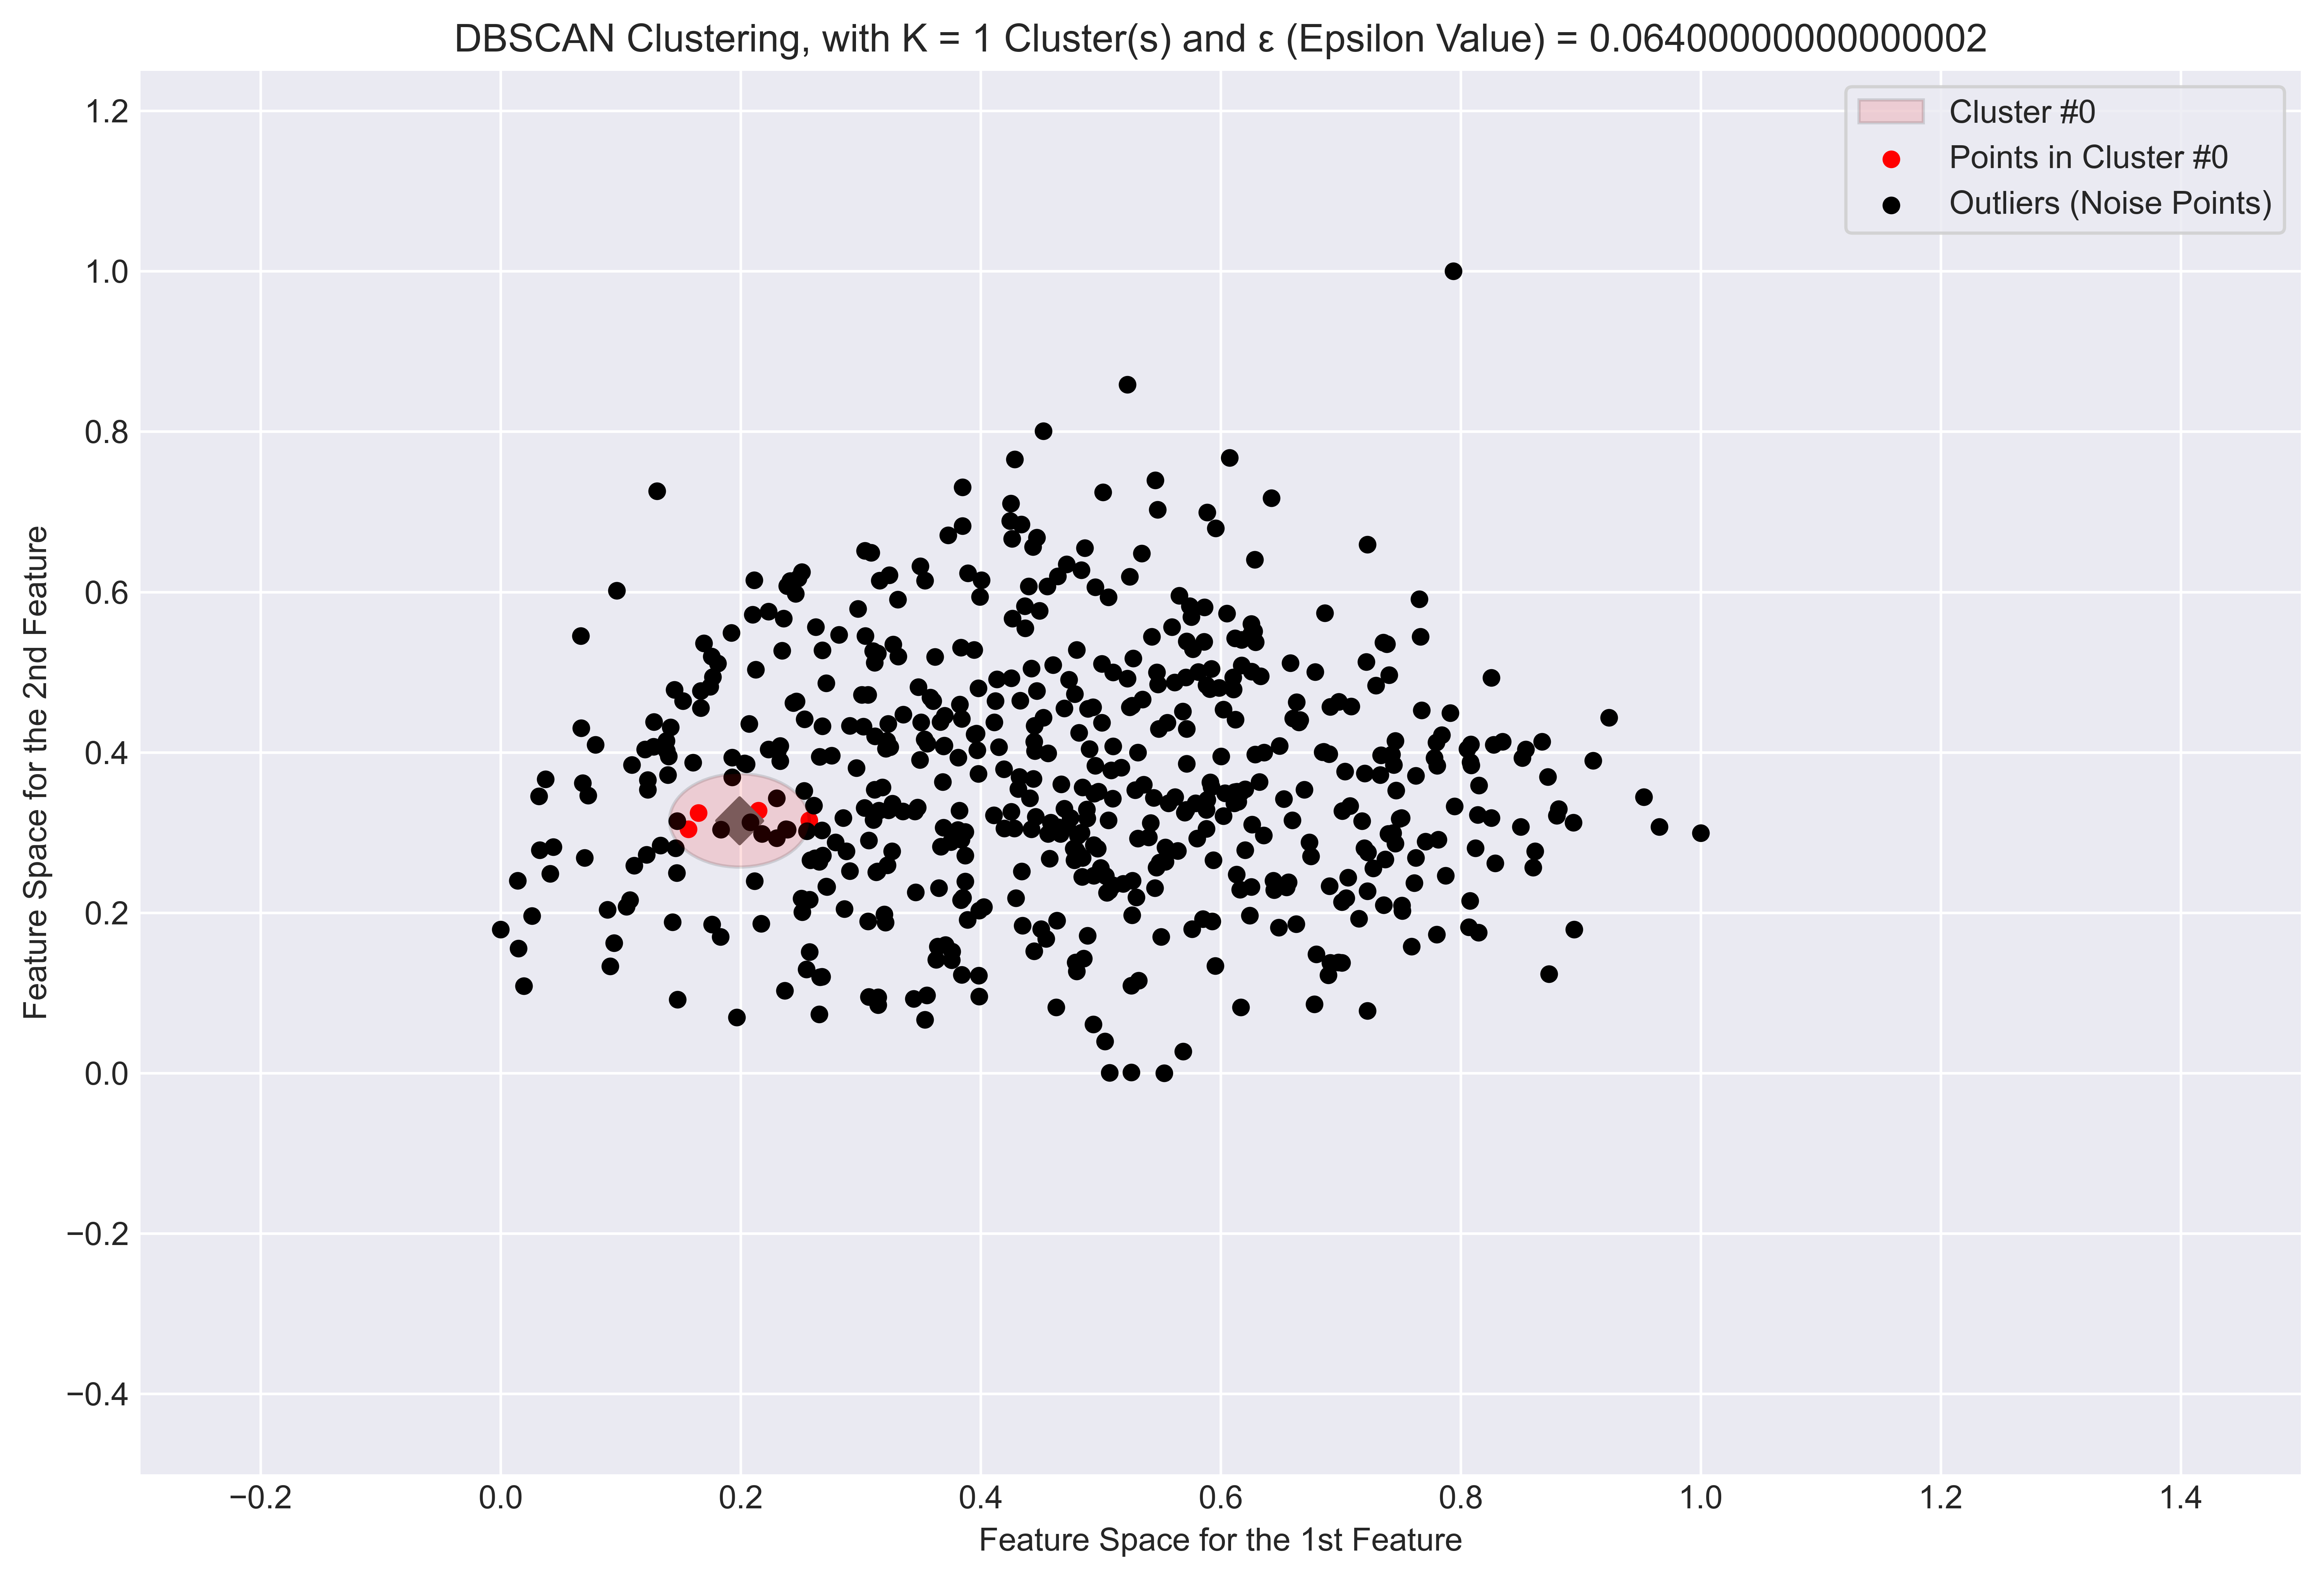 DBSCAN Clustering, with K = 1 Cluster(s) and ε (Epsilon Value) = 0.06400000000000002
Cluster #0
Points in Cluster #0
Outliers (Noise Points)
1.2
1.0
0.8
0.6
0.4
0.2
0.0
−0.2
−0.4
Feature Space for the 2nd Feature
−0.2 0.0 0.2 0.4 0.6 0.8 1.0 1.2 1.4
Feature Space for the 1st Feature